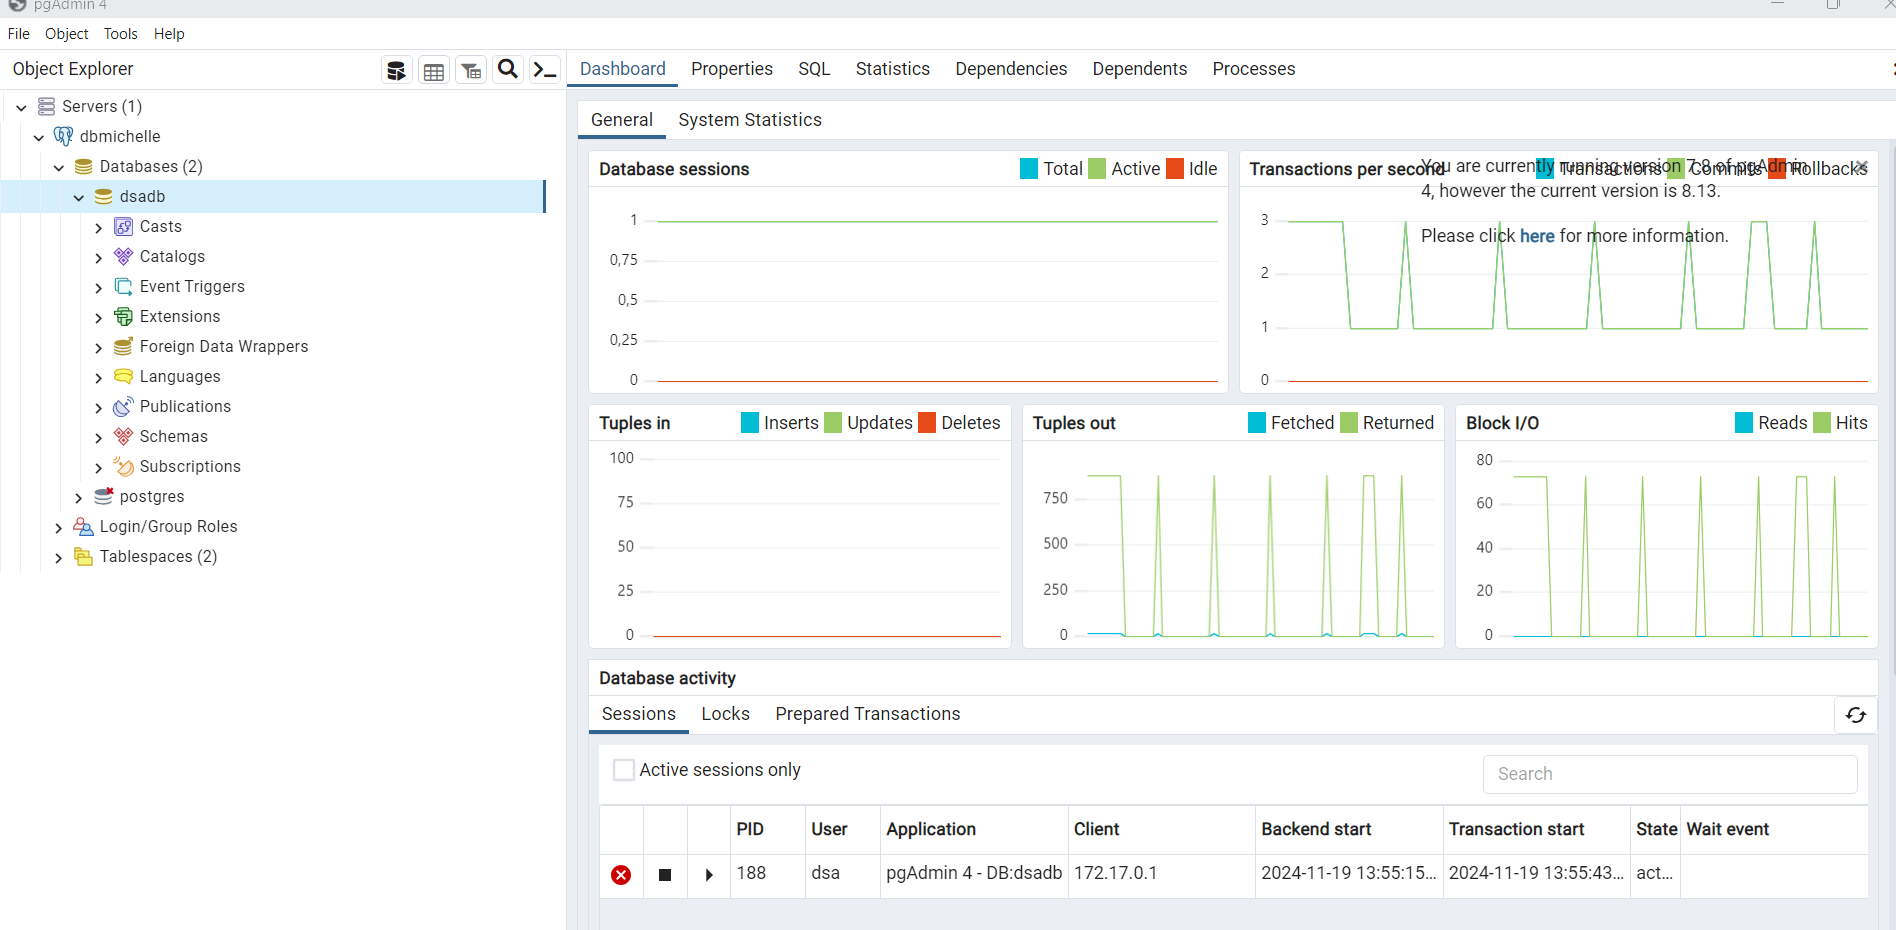 pgAdmin 4
File Object Tools Help
Object Explorer
Dashboard Properties SQL Statistics Dependencies Dependents Processes
Servers (1)
dbmichelle
Databases (2)
dsadb
Casts
Catalogs
Event Triggers
Extensions
Foreign Data Wrappers
Languages
Publications
Schemas
Subscriptions
postgres
Login/Group Roles
Tablespaces (2)
General System Statistics
Database sessions Total Active Idle
1
0,75
0,5
0,25
0
Transactions per second Transactions Commits Rollbacks
You are currently running version 7.8 of pgAdmin
4, however the current version is 8.13.
Please click here for more information.
3
2
1
0
Tuples in Inserts Updates Deletes
100
75
50
25
0
Tuples out Fetched Returned
750
500
250
0
Block I/O Reads Hits
80
60
40
20
0
Database activity
Sessions Locks Prepared Transactions
Active sessions only
Search
PID User Application Client Backend start Transaction start State Wait event
188 dsa pgAdmin 4 - DB:dsadb 172.17.0.1 2024-11-19 13:55:15... 2024-11-19 13:55:43... act...